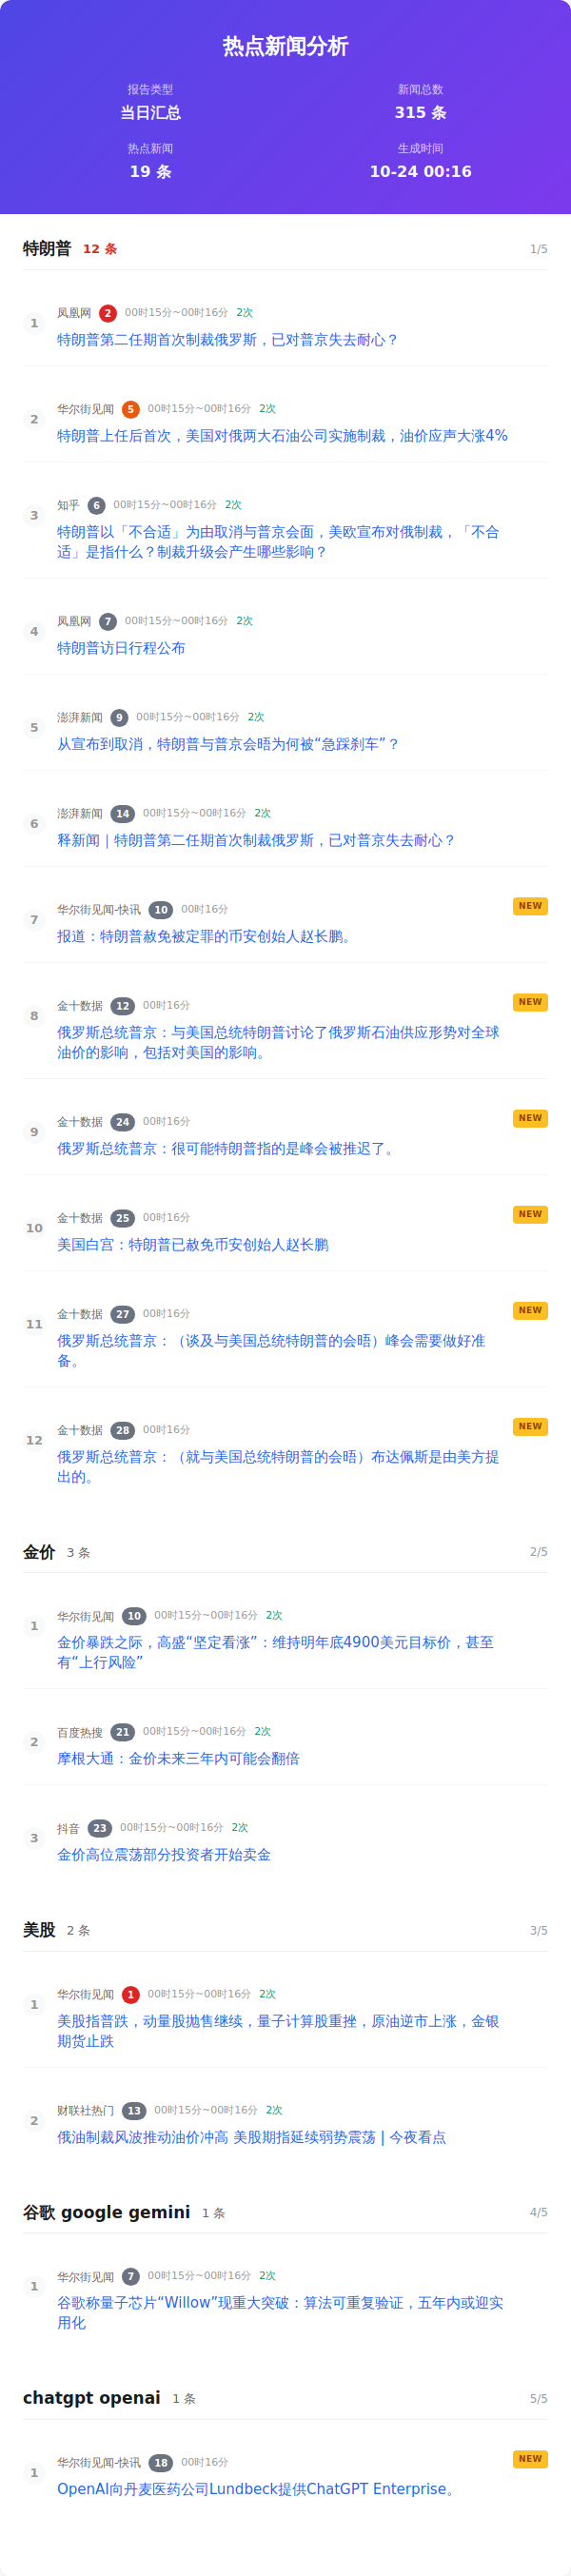 热点新闻分析
报告类型
当日汇总
新闻总数
315 条
热点新闻
19 条
生成时间
10-24 00:16
特朗普 12 条 1/5
1
凤凰网 2 00时15分~00时16分 2次
特朗普第二任期首次制裁俄罗斯，已对普京失去耐心？
2
华尔街见闻 5 00时15分~00时16分 2次
特朗普上任后首次，美国对俄两大石油公司实施制裁，油价应声大涨4%
3
知乎 6 00时15分~00时16分 2次
特朗普以「不合适」为由取消与普京会面，美欧宣布对俄制裁，「不合
适」是指什么？制裁升级会产生哪些影响？
4
凤凰网 7 00时15分~00时16分 2次
特朗普访日行程公布
5
澎湃新闻 9 00时15分~00时16分 2次
从宣布到取消，特朗普与普京会晤为何被“急踩刹车”？
6
澎湃新闻 14 00时15分~00时16分 2次
释新闻｜特朗普第二任期首次制裁俄罗斯，已对普京失去耐心？
7
华尔街见闻-快讯 10 00时16分 NEW
报道：特朗普赦免被定罪的币安创始人赵长鹏。
8
金十数据 12 00时16分 NEW
俄罗斯总统普京：与美国总统特朗普讨论了俄罗斯石油供应形势对全球
油价的影响，包括对美国的影响。
9
金十数据 24 00时16分 NEW
俄罗斯总统普京：很可能特朗普指的是峰会被推迟了。
10
金十数据 25 00时16分 NEW
美国白宫：特朗普已赦免币安创始人赵长鹏
11
金十数据 27 00时16分 NEW
俄罗斯总统普京：（谈及与美国总统特朗普的会晤）峰会需要做好准
备。
12
金十数据 28 00时16分 NEW
俄罗斯总统普京：（就与美国总统特朗普的会晤）布达佩斯是由美方提
出的。
金价 3 条 2/5
1
华尔街见闻 10 00时15分~00时16分 2次
金价暴跌之际，高盛“坚定看涨”：维持明年底4900美元目标价，甚至
有“上行风险”
2
百度热搜 21 00时15分~00时16分 2次
摩根大通：金价未来三年内可能会翻倍
3
抖音 23 00时15分~00时16分 2次
金价高位震荡部分投资者开始卖金
美股 2 条 3/5
1
华尔街见闻 1 00时15分~00时16分 2次
美股指普跌，动量股抛售继续，量子计算股重挫，原油逆市上涨，金银
期货止跌
2
财联社热门 13 00时15分~00时16分 2次
俄油制裁风波推动油价冲高 美股期指延续弱势震荡 | 今夜看点
谷歌 google gemini 1 条 4/5
1
华尔街见闻 7 00时15分~00时16分 2次
谷歌称量子芯片“Willow”现重大突破：算法可重复验证，五年内或迎实
用化
chatgpt openai 1 条 5/5
1
华尔街见闻-快讯 18 00时16分 NEW
OpenAI向丹麦医药公司Lundbeck提供ChatGPT Enterprise。